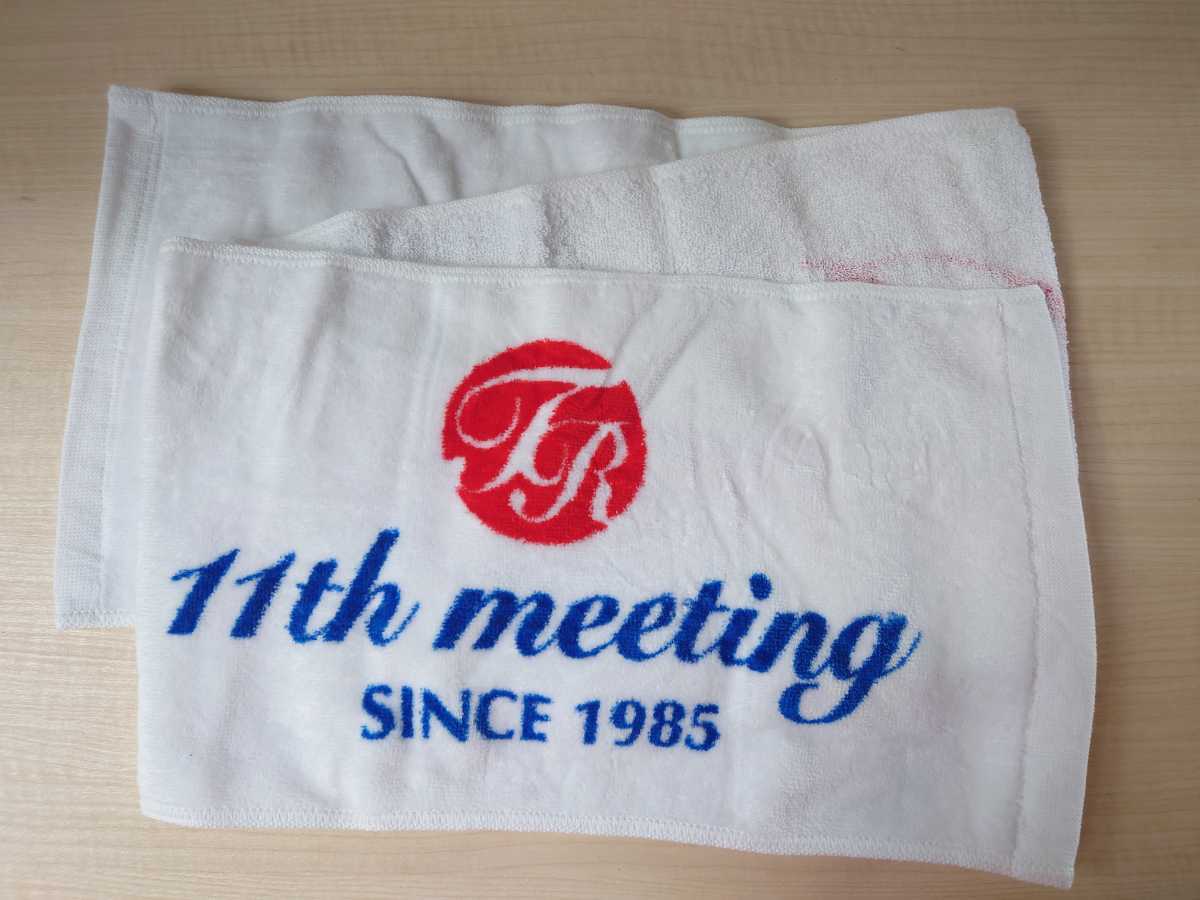 TR
11th meeting
SINCE 1985